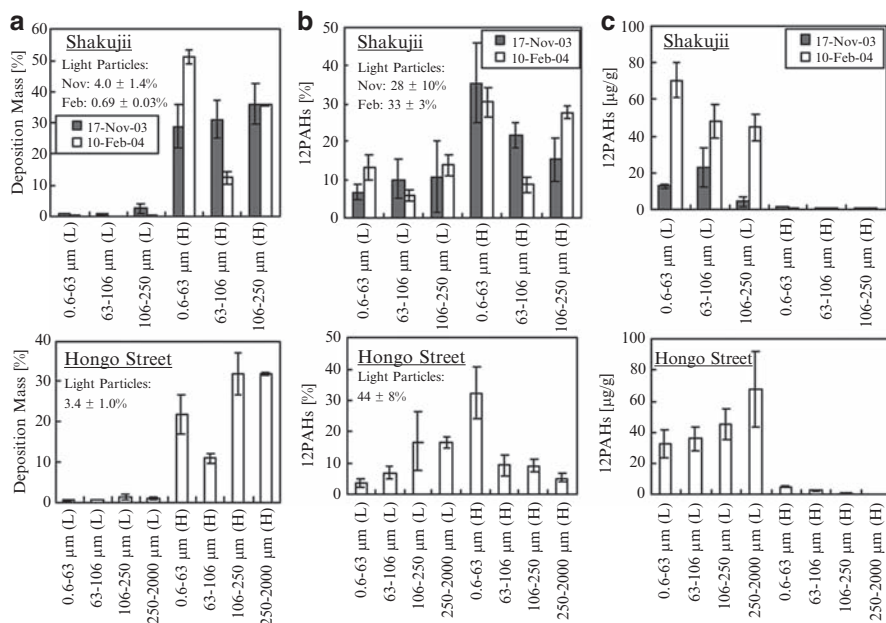 a
Deposition Mass [%]
60
50
40
30
20
10
0
Shakujii
Light Particles:
Nov: 4.0 ± 1.4%
Feb: 0.69 ± 0.03%
17-Nov-03
10-Feb-04
0.6-63 μm (L)
63-106 μm (L)
106-250 μm (L)
0.6-63 μm (H)
63-106 μm (H)
106-250 μm (H)
b
12PAHs [%]
50
40
30
20
10
0
Shakujii
Light Particles:
Nov: 28 ± 10%
Feb: 33 ± 3%
17-Nov-03
10-Feb-04
0.6-63 μm (L)
63-106 μm (L)
106-250 μm (L)
0.6-63 μm (H)
63-106 μm (H)
106-250 μm (H)
c
12PAHs [μg/g]
100
80
60
40
20
0
Shakujii
17-Nov-03
10-Feb-04
0.6-63 μm (L)
63-106 μm (L)
106-250 μm (L)
0.6-63 μm (H)
63-106 μm (H)
106-250 μm (H)
Deposition Mass [%]
40
30
20
10
0
Hongo Street
Light Particles:
3.4 ± 1.0%
0.6-63 μm (L)
63-106 μm (L)
106-250 μm (L)
250-2000 μm (L)
0.6-63 μm (H)
63-106 μm (H)
106-250 μm (H)
250-2000 μm (H)
12PAHs [%]
50
40
30
20
10
0
Hongo Street
Light Particles:
44 ± 8%
0.6-63 μm (L)
63-106 μm (L)
106-250 μm (L)
250-2000 μm (L)
0.6-63 μm (H)
63-106 μm (H)
106-250 μm (H)
250-2000 μm (H)
12PAHs [μg/g]
100
80
60
40
20
0
Hongo Street
0.6-63 μm (L)
63-106 μm (L)
106-250 μm (L)
250-2000 μm (L)
0.6-63 μm (H)
63-106 μm (H)
106-250 μm (H)
250-2000 μm (H)